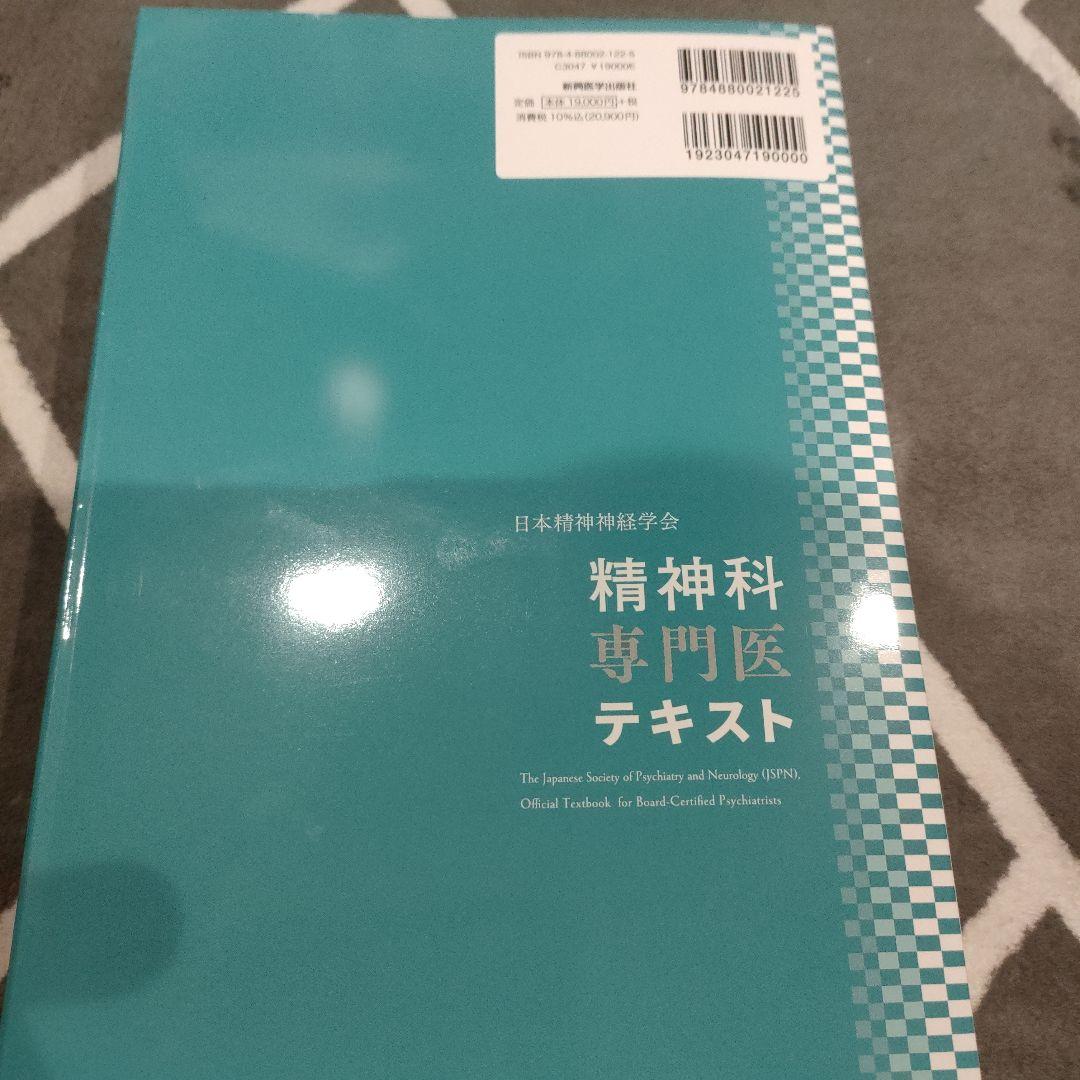 ISBN 978-4-88002-122-5
C3047 ¥19000E
新興医学出版社
定価 本体 19,000円+税
消費税 10%込(20,900円)
9784880021225
1923047190000
日本精神神経学会
精神科
専門医
テキスト
The Japanese Society of Psychiatry and Neurology (JSPN),
Official Textbook for Board-Certified Psychiatrists